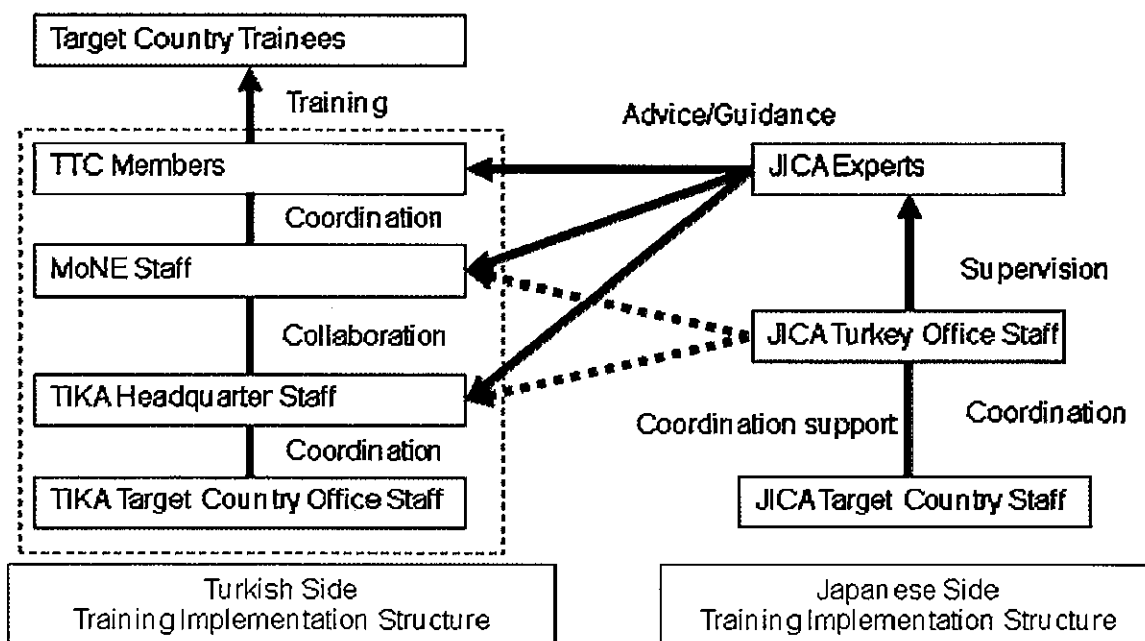 Target Country Trainees
Training
Advice/Guidance
TTC Members
JICA Experts
Coordination
MoNE Staff
Supervision
Collaboration
JICA Turkey Office Staff
TIKA Headquarter Staff
Coordination support
Coordination
Coordination
TIKA Target Country Office Staff
JICA Target Country Staff
Turkish Side
Training Implementation Structure
Japanese Side
Training Implementation Structure